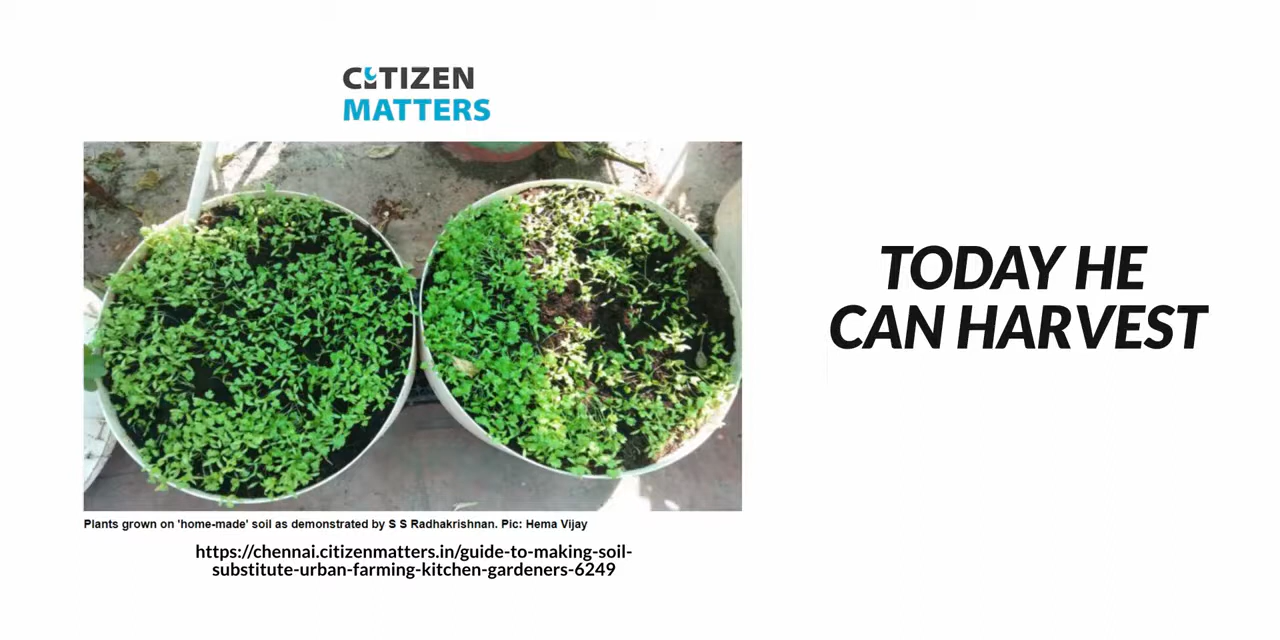 CiTIZEN
MATTERS
TODAY HE
CAN HARVEST
Plants grown on 'home-made' soil as demonstrated by S S Radhakrishnan. Pic: Hema Vijay
https://chennai.citizenmatters.in/guide-to-making-soil-
substitute-urban-farming-kitchen-gardeners-6249